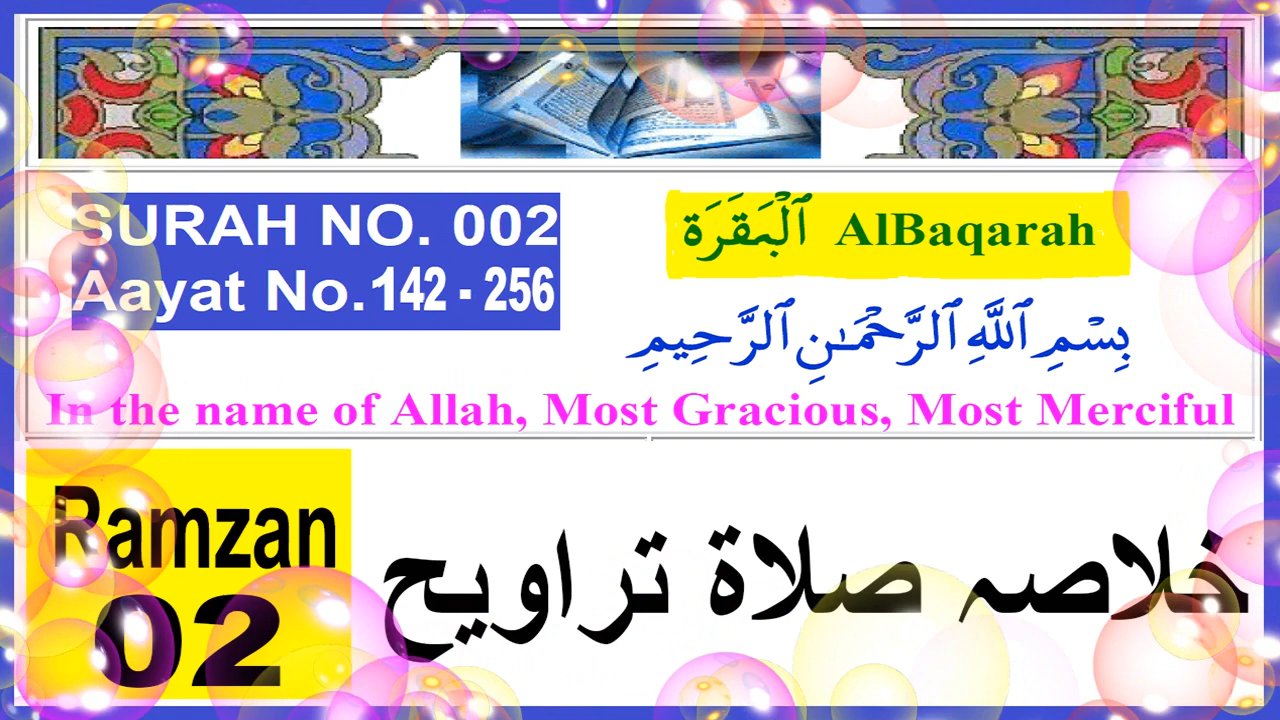 SURAH NO. 002
Aayat No.142 - 256
ٱلْبَقَرَة AlBaqarah
بِسْمِ ٱللَّهِ ٱلرَّحْمَـٰنِ ٱلرَّحِيمِ
In the name of Allah, Most Gracious, Most Merciful
Ramzan
02
خلاصہ صلاة تراویح